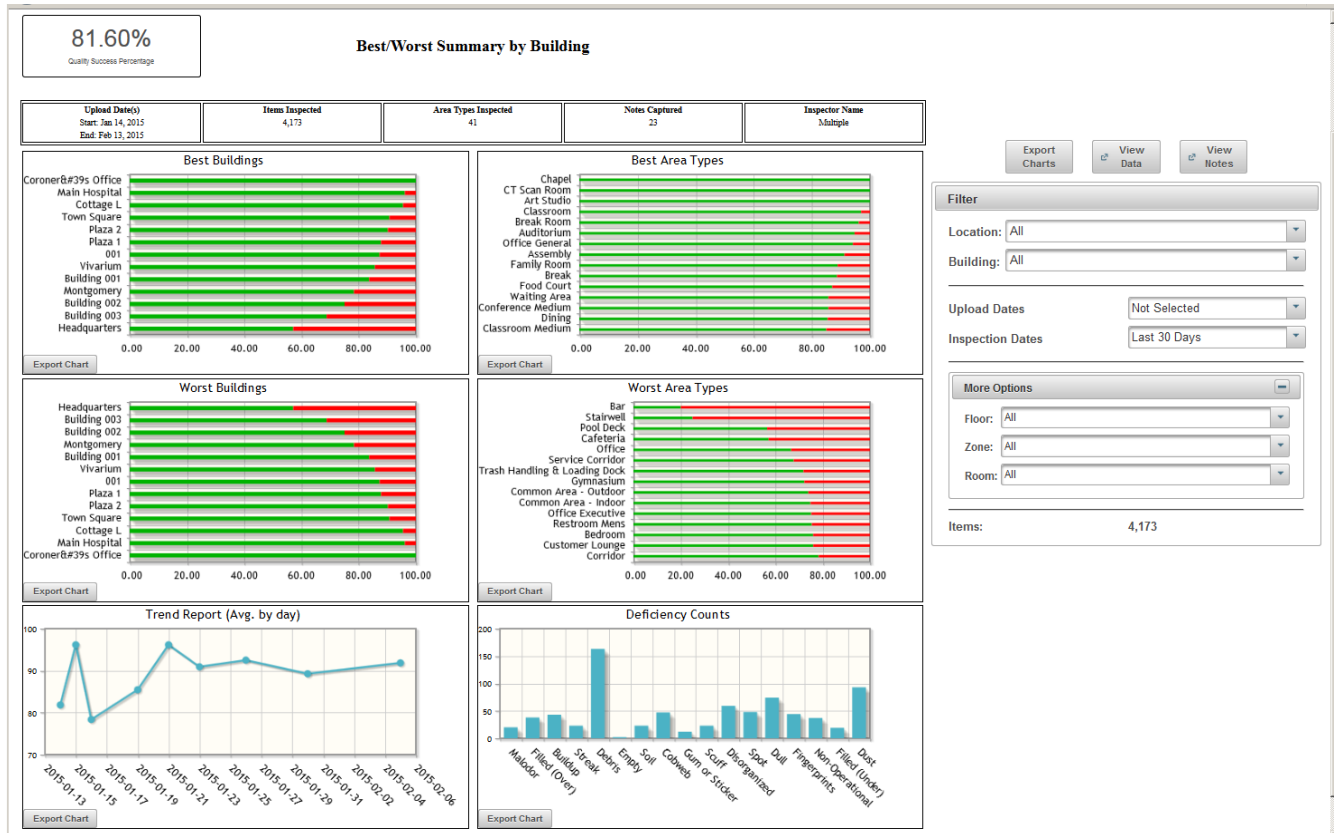 81.60%
Quality Success Percentage
Best/Worst Summary by Building
Upload Date(s)
Start: Jan 14, 2015
End: Feb 13, 2015
Items Inspected
4,173
Area Types Inspected
41
Notes Captured
23
Inspector Name
Multiple
Export Charts
View Data
View Notes
Best Buildings
Coroner&#39s Office
Main Hospital
Cottage L
Town Square
Plaza 2
Plaza 1
001
Vivarium
Building 001
Montgomery
Building 002
Building 003
Headquarters
0.00 20.00 40.00 60.00 80.00 100.00
Export Chart
Best Area Types
Chapel
CT Scan Room
Art Studio
Classroom
Break Room
Auditorium
Office General
Assembly
Family Room
Break
Food Court
Waiting Area
Conference Medium
Dining
Classroom Medium
0.00 20.00 40.00 60.00 80.00 100.00
Export Chart
Worst Buildings
Headquarters
Building 003
Building 002
Montgomery
Building 001
Vivarium
001
Plaza 1
Plaza 2
Town Square
Cottage L
Main Hospital
Coroner&#39s Office
0.00 20.00 40.00 60.00 80.00 100.00
Export Chart
Worst Area Types
Bar
Stairwell
Pool Deck
Cafeteria
Office
Service Corridor
Trash Handling & Loading Dock
Gymnasium
Common Area - Outdoor
Common Area - Indoor
Office Executive
Restroom Mens
Bedroom
Customer Lounge
Corridor
0.00 20.00 40.00 60.00 80.00 100.00
Export Chart
Trend Report (Avg. by day)
100
90
80
70
2015-01-13
2015-01-15
2015-01-17
2015-01-19
2015-01-21
2015-01-23
2015-01-25
2015-01-27
2015-01-29
2015-01-31
2015-02-02
2015-02-04
2015-02-06
Export Chart
Deficiency Counts
200
150
100
50
0
Malodor
Filled (Over)
Buildup
Streak
Debris
Empty
Soil
Cobweb
Gum or Sticker
Scuff
Disorganized
Spot
Dull
Fingerprints
Non-Operational
Filled (Under)
Dust
Export Chart
Filter
Location: All
Building: All
Upload Dates Not Selected
Inspection Dates Last 30 Days
More Options
Floor: All
Zone: All
Room: All
Items: 4,173